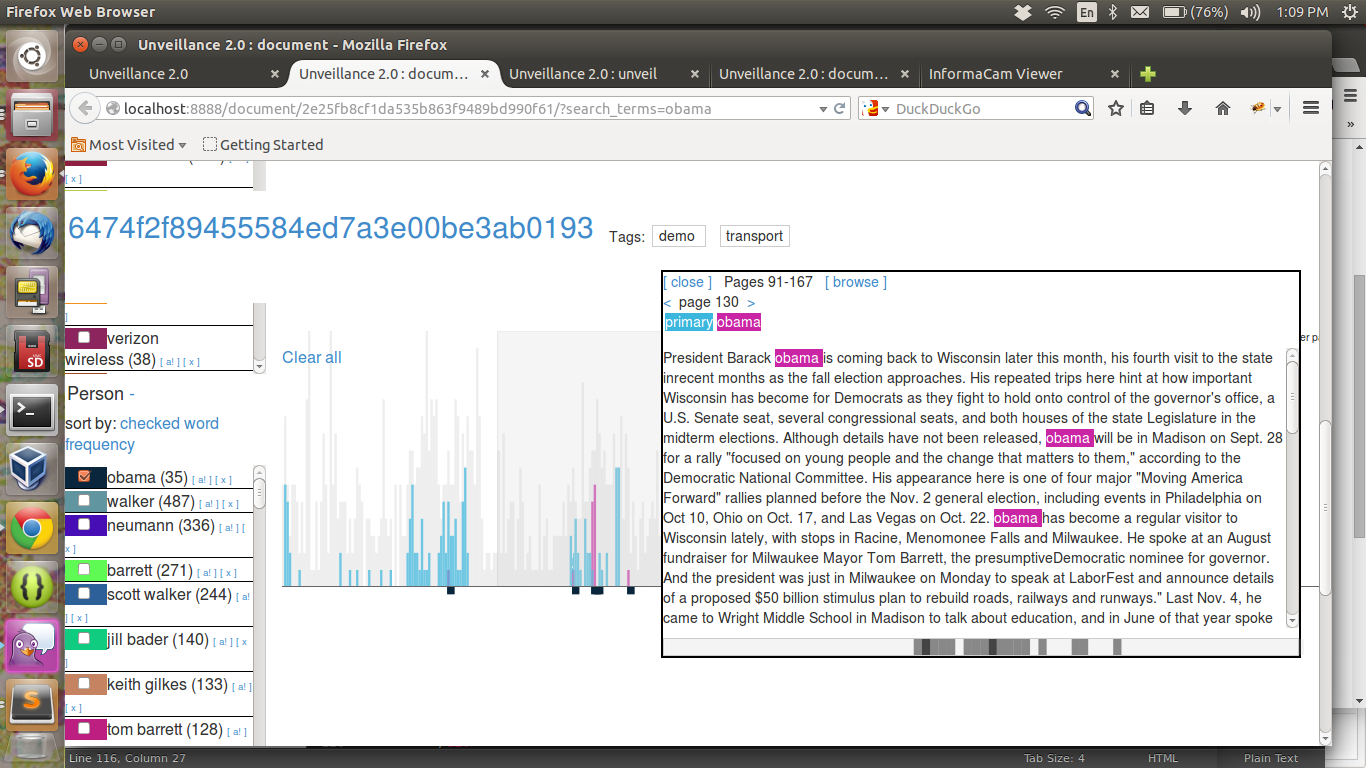 Firefox Web Browser
En
(76%)
1:09 PM
Unveillance 2.0 : document - Mozilla Firefox
Unveillance 2.0
Unveillance 2.0 : docum...
Unveillance 2.0 : unveil
Unveillance 2.0 : docum...
InformaCam Viewer
localhost:8888/document/2e25fb8cf1da535b863f9489bd990f61/?search_terms=obama
DuckDuckGo
Most Visited
Getting Started
[ x ]
6474f2f89455584ed7a3e00be3ab0193
Tags:
demo
transport
verizon
wireless (38) [ a! ] [ x ]
Person -
sort by: checked word
frequency
obama (35) [ a! ] [ x ]
walker (487) [ a! ] [ x ]
neumann (336) [ a! ] [
x ]
barrett (271) [ a! ] [ x ]
scott walker (244) [ a!
] [ x ]
jill bader (140) [ a! ] [ x
]
keith gilkes (133) [ a! ]
[ x ]
tom barrett (128) [ a! ]
Clear all
[ close ] Pages 91-167 [ browse ]
< page 130 >
primary obama
President Barack obama is coming back to Wisconsin later this month, his fourth visit to the state
inrecent months as the fall election approaches. His repeated trips here hint at how important
Wisconsin has become for Democrats as they fight to hold onto control of the governor's office, a
U.S. Senate seat, several congressional seats, and both houses of the state Legislature in the
midterm elections. Although details have not been released, obama will be in Madison on Sept. 28
for a rally "focused on young people and the change that matters to them," according to the
Democratic National Committee. His appearance here is one of four major "Moving America
Forward" rallies planned before the Nov. 2 general election, including events in Philadelphia on
Oct 10, Ohio on Oct. 17, and Las Vegas on Oct. 22. obama has become a regular visitor to
Wisconsin lately, with stops in Racine, Menomonee Falls and Milwaukee. He spoke at an August
fundraiser for Milwaukee Mayor Tom Barrett, the presumptiveDemocratic nominee for governor.
And the president was just in Milwaukee on Monday to speak at LaborFest and announce details
of a proposed $50 billion stimulus plan to rebuild roads, railways and runways." Last Nov. 4, he
came to Wright Middle School in Madison to talk about education, and in June of that year spoke
Line 116, Column 27
Tab Size: 4
HTML
Plain Text